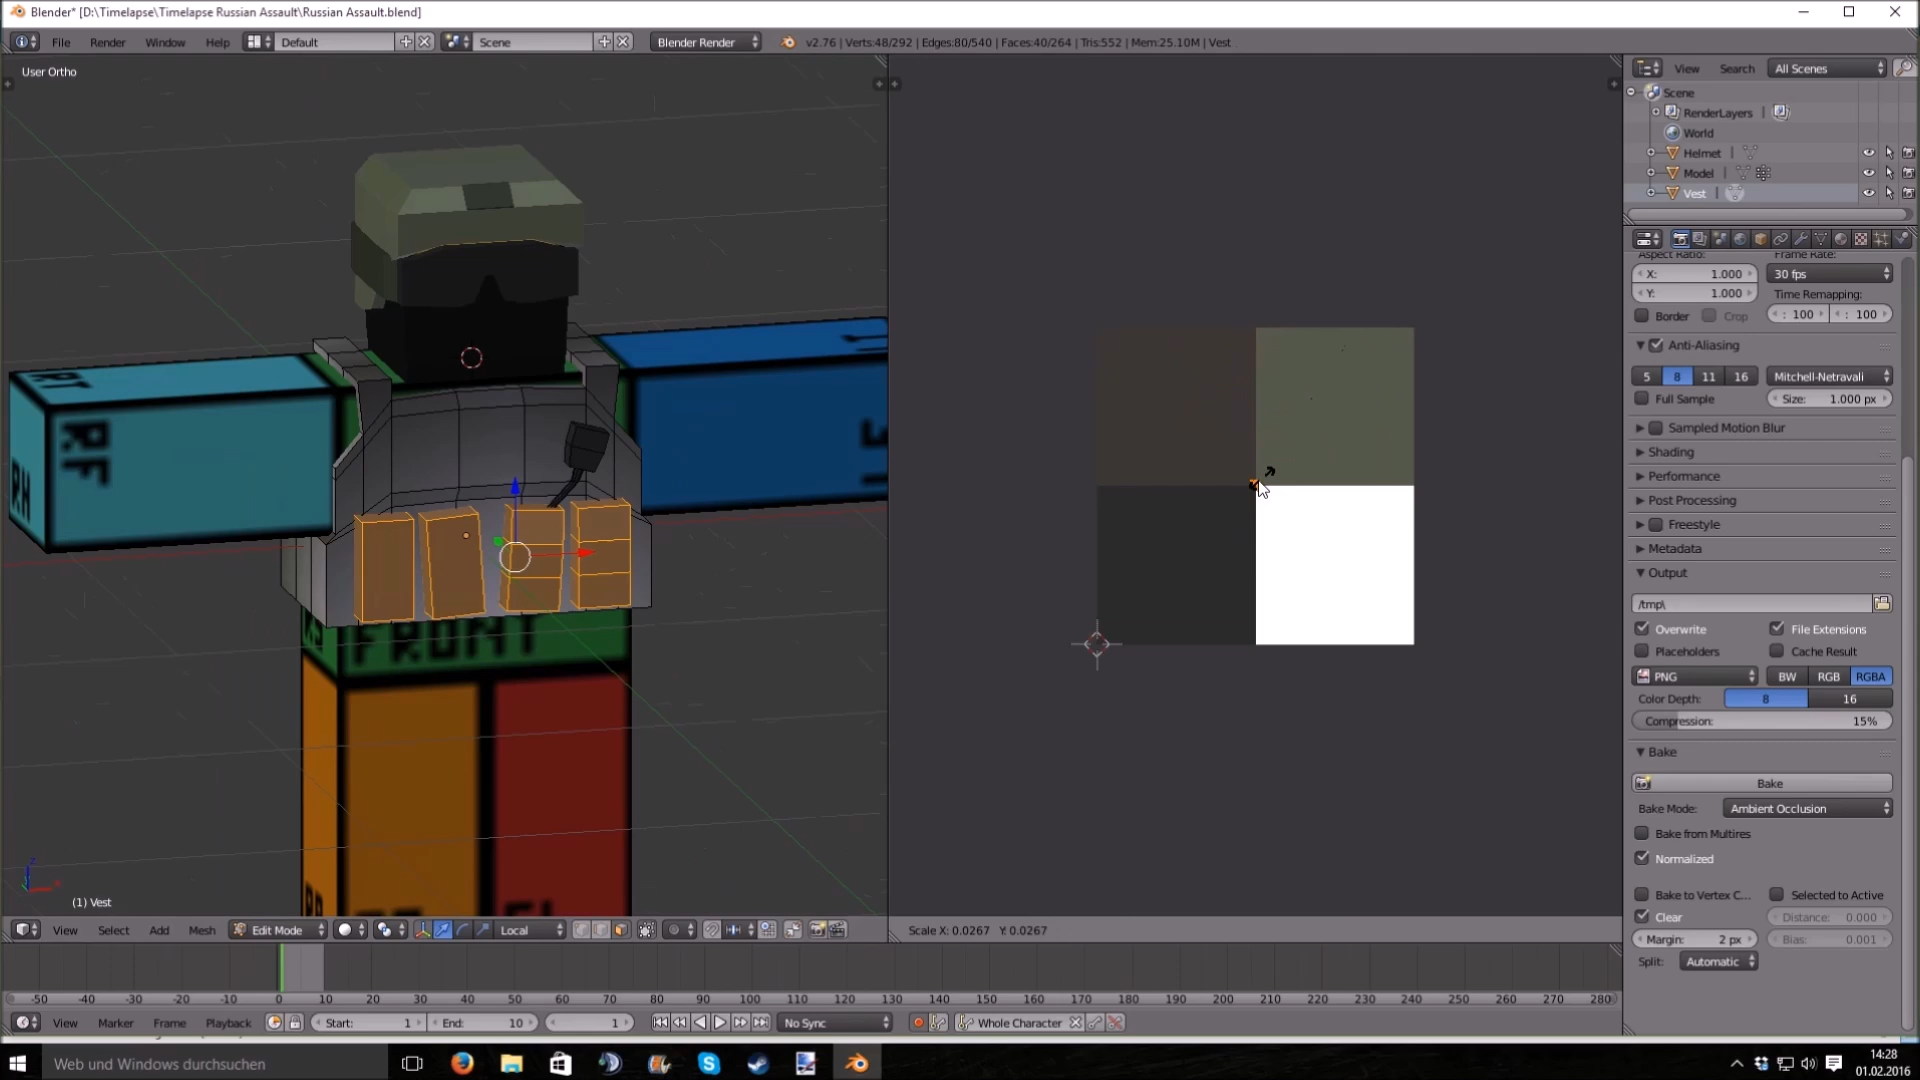 Blender* [D:\Timelapse\Timelapse Russian Assault\Russian Assault.blend]
File Render Window Help Default Scene Blender Render v2.76 | Verts:48/292 | Edges:80/540 | Faces:40/264 | Tris:552 | Mem:25.10M | Vest
User Ortho
View Search All Scenes
Scene
RenderLayers |
World
Helmet |
Model |
Vest |
Aspect Ratio: Frame Rate:
X: 1.000 30 fps
Y: 1.000 Time Remapping:
Border Crop : 100 : 100
Anti-Aliasing
5 8 11 16 Mitchell-Netravali
Full Sample Size: 1.000 px
Sampled Motion Blur
Shading
Performance
Post Processing
Freestyle
Metadata
Output
/tmp\
Overwrite File Extensions
Placeholders Cache Result
PNG BW RGB RGBA
Color Depth: 8 16
Compression: 15%
Bake
Bake
Bake Mode: Ambient Occlusion
Bake from Multires
Normalized
Bake to Vertex C... Selected to Active
Clear Distance: 0.000
Margin: 2 px Bias: 0.001
Split: Automatic
RT
RF
RH
FRONT
(1) Vest
View Select Add Mesh Edit Mode Local
Scale X: 0.0267 Y: 0.0267
-50 -40 -30 -20 -10 0 10 20 30 40 50 60 70 80 90 100 110 120 130 140 150 160 170 180 190 200 210 220 230 240 250 260 270 280
View Marker Frame Playback Start: 1 End: 10 1 No Sync Whole Character
Web und Windows durchsuchen
14:28
01.02.2016